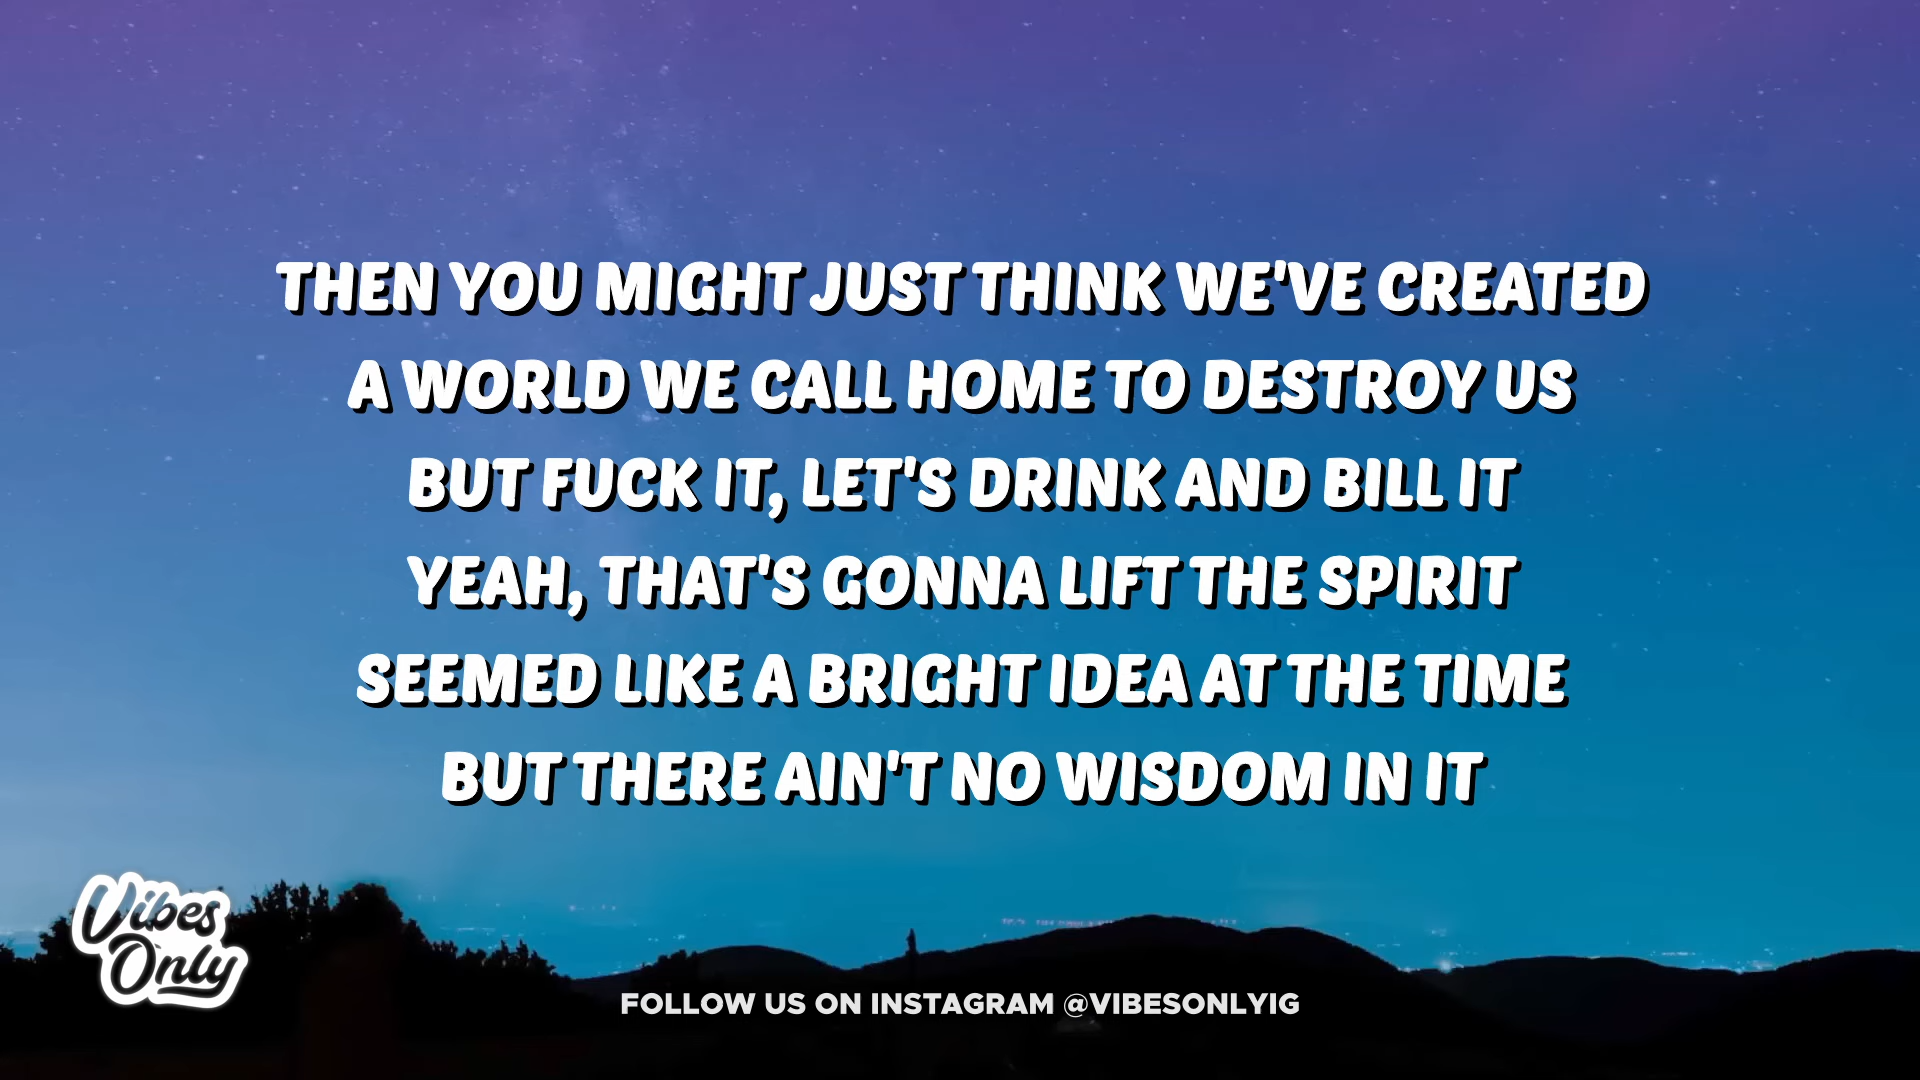 THEN YOU MIGHT JUST THINK WE'VE CREATED
A WORLD WE CALL HOME TO DESTROY US
BUT FUCK IT, LET'S DRINK AND BILL IT
YEAH, THAT'S GONNA LIFT THE SPIRIT
SEEMED LIKE A BRIGHT IDEA AT THE TIME
BUT THERE AIN'T NO WISDOM IN IT
Vibes
Only
FOLLOW US ON INSTAGRAM @VIBESONLYIG